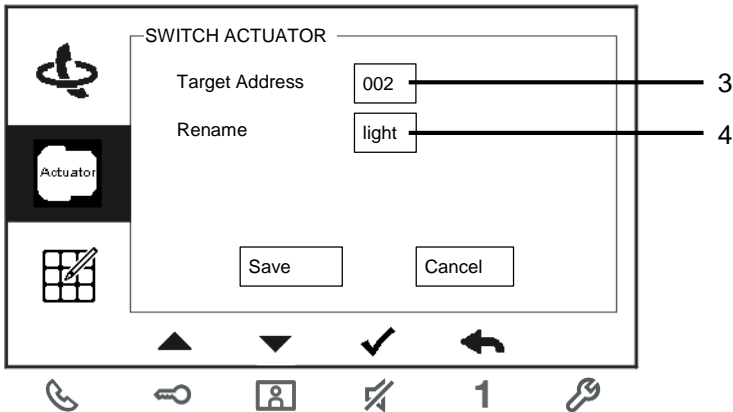 SWITCH ACTUATOR
Target Address 002 3
Rename light 4
Actuator
Save Cancel
1